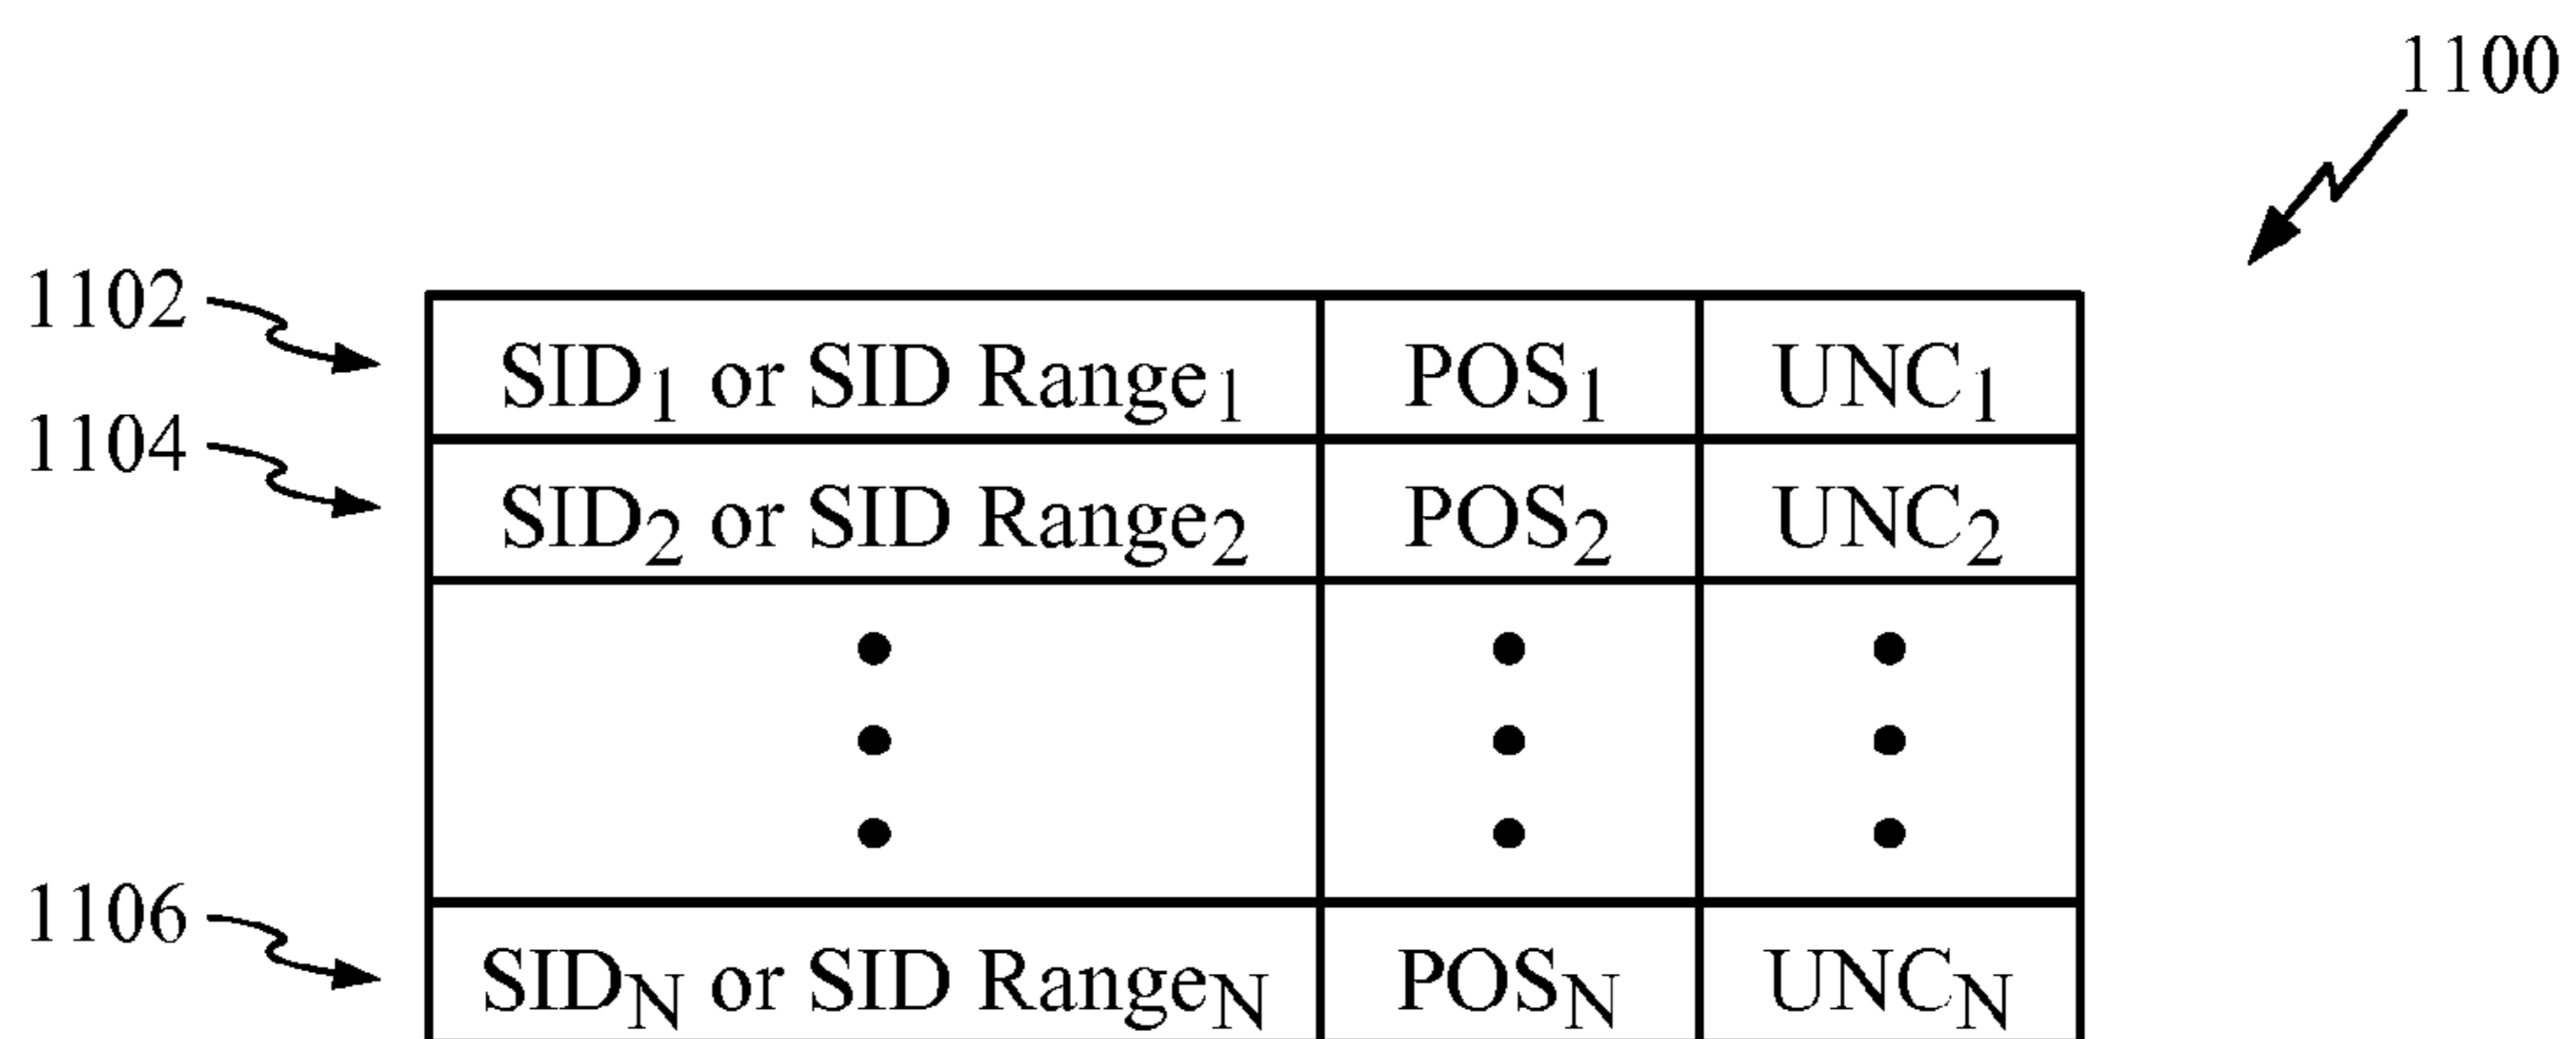 1100
1102 SID1 or SID Range1 POS1 UNC1
1104 SID2 or SID Range2 POS2 UNC2
1106 SIDN or SID RangeN POSN UNCN